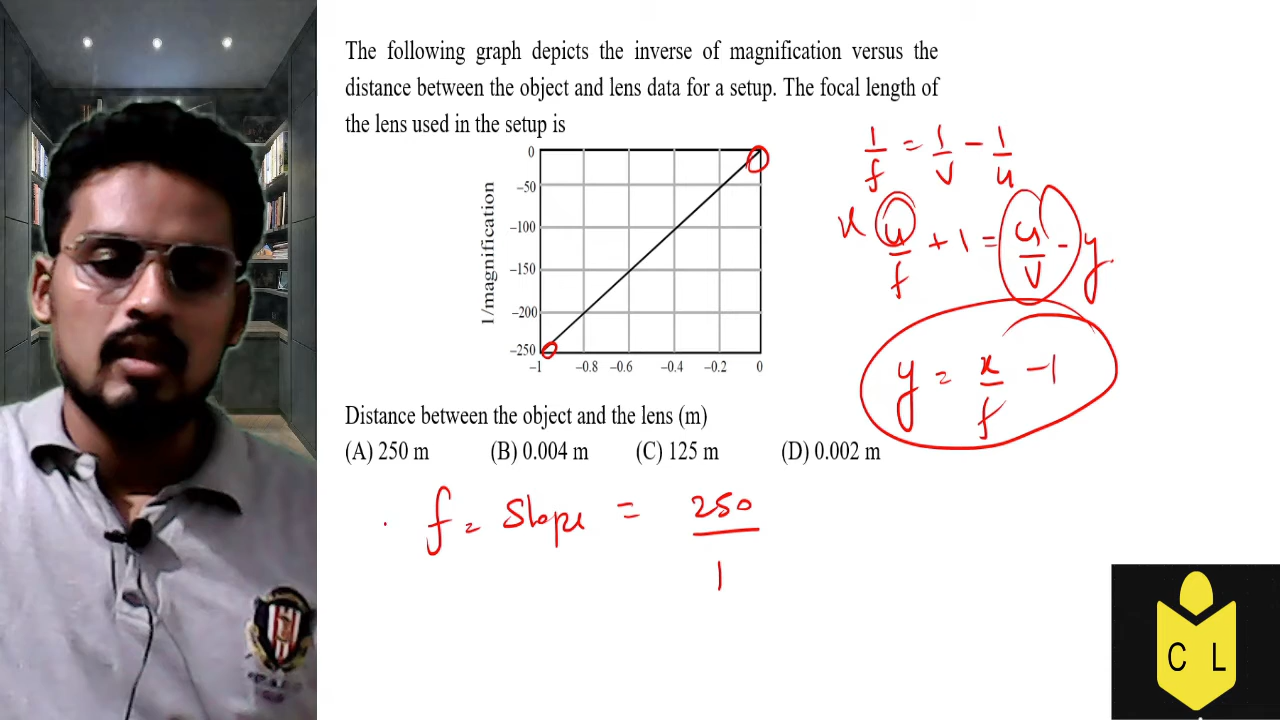 The following graph depicts the inverse of magnification versus the
distance between the object and lens data for a setup. The focal length of
the lens used in the setup is
1/magnification
0
-50
-100
-150
-200
-250
-1 -0.8 -0.6 -0.4 -0.2 0
Distance between the object and the lens (m)
(A) 250 m (B) 0.004 m (C) 125 m (D) 0.002 m
1/f = 1/v - 1/u
x u/f + 1 = u/v - y
y = x/f - 1
f = Slope = 250/1
C L